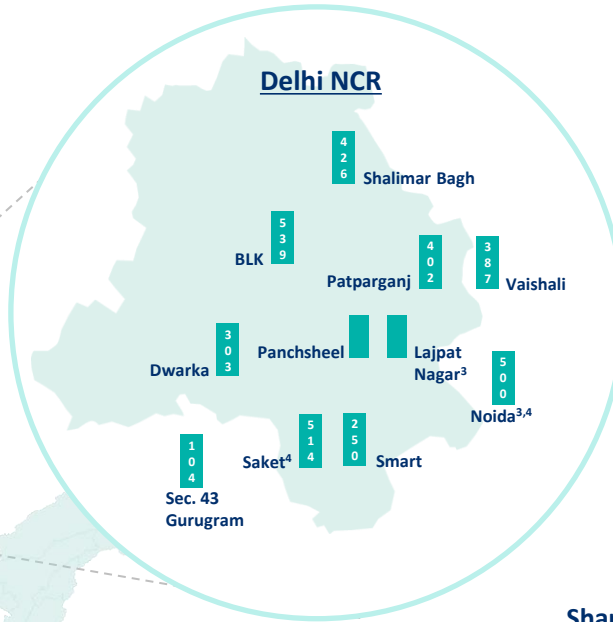 Delhi NCR
426
Shalimar Bagh
539
BLK
402
Patparganj
387
Vaishali
303
Dwarka
Panchsheel
Lajpat
Nagar³
500
Noida³,⁴
514
Saket⁴
250
Smart
104
Sec. 43
Gurugram
Shar